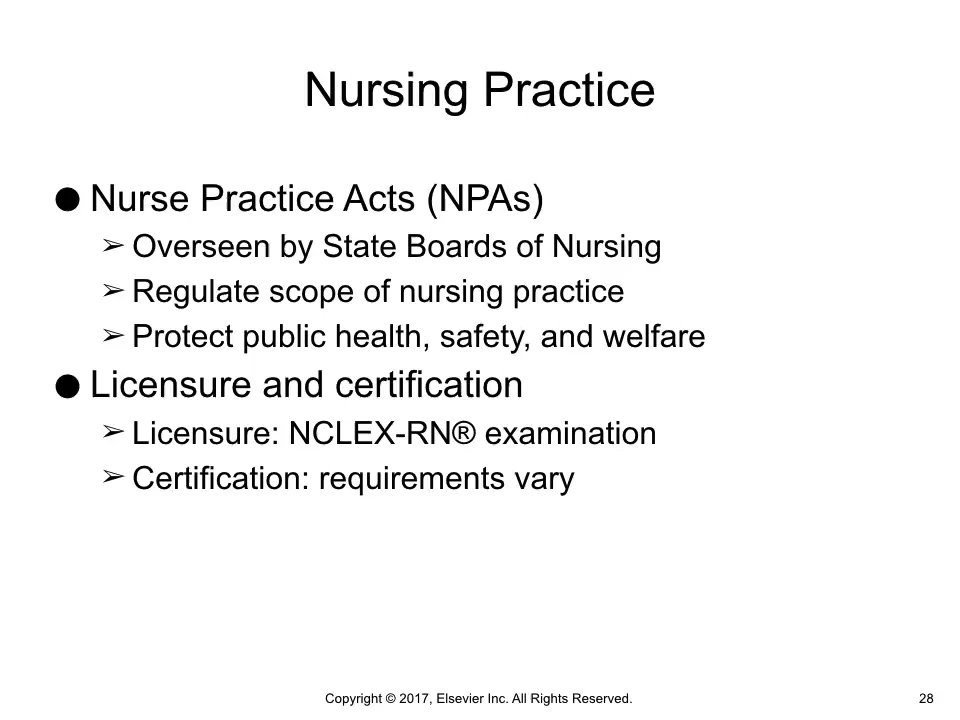 Nursing Practice
● Nurse Practice Acts (NPAs)
➢ Overseen by State Boards of Nursing
➢ Regulate scope of nursing practice
➢ Protect public health, safety, and welfare
● Licensure and certification
➢ Licensure: NCLEX-RN® examination
➢ Certification: requirements vary
Copyright © 2017, Elsevier Inc. All Rights Reserved.
28